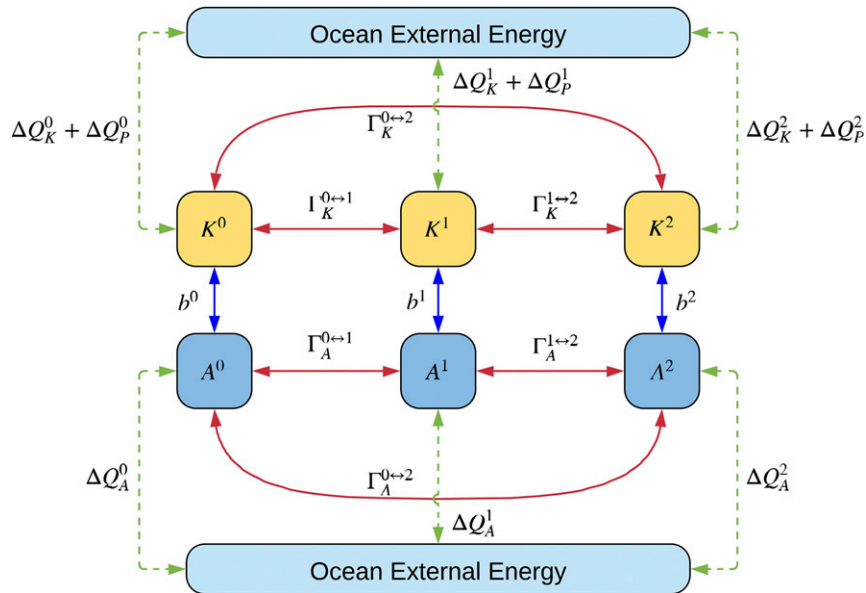 Ocean External Energy
ΔQ_K^1 + ΔQ_P^1
Γ_K^{0↔2}
ΔQ_K^0 + ΔQ_P^0
ΔQ_K^2 + ΔQ_P^2
K^0
Γ_K^{0↔1}
K^1
Γ_K^{1↔2}
K^2
b^0
b^1
b^2
A^0
Γ_A^{0↔1}
A^1
Γ_A^{1↔2}
A^2
ΔQ_A^0
Γ_A^{0↔2}
ΔQ_A^2
ΔQ_A^1
Ocean External Energy